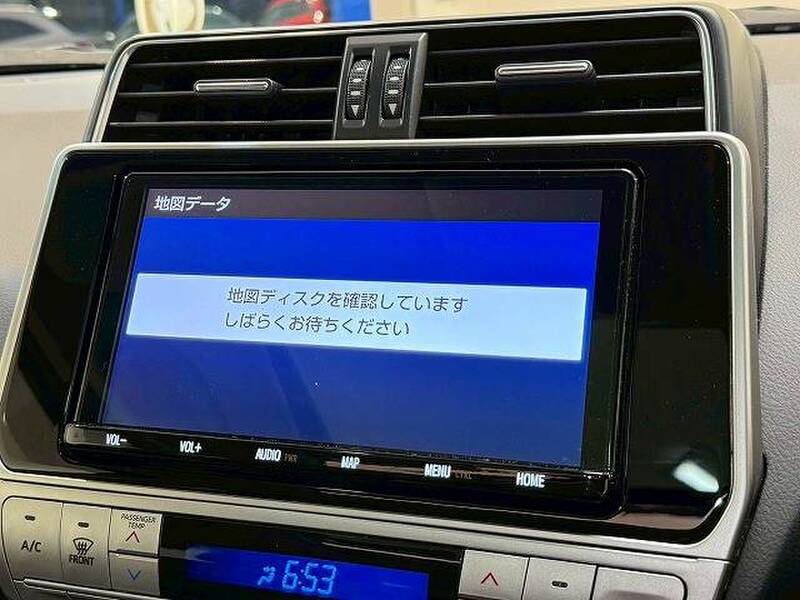 地図データ
地図ディスクを確認しています
しばらくお待ちください
VOL- VOL+ AUDIO PWR MAP MENU CTRL HOME
A/C
FRONT
PASSENGER
TEMP
6:53